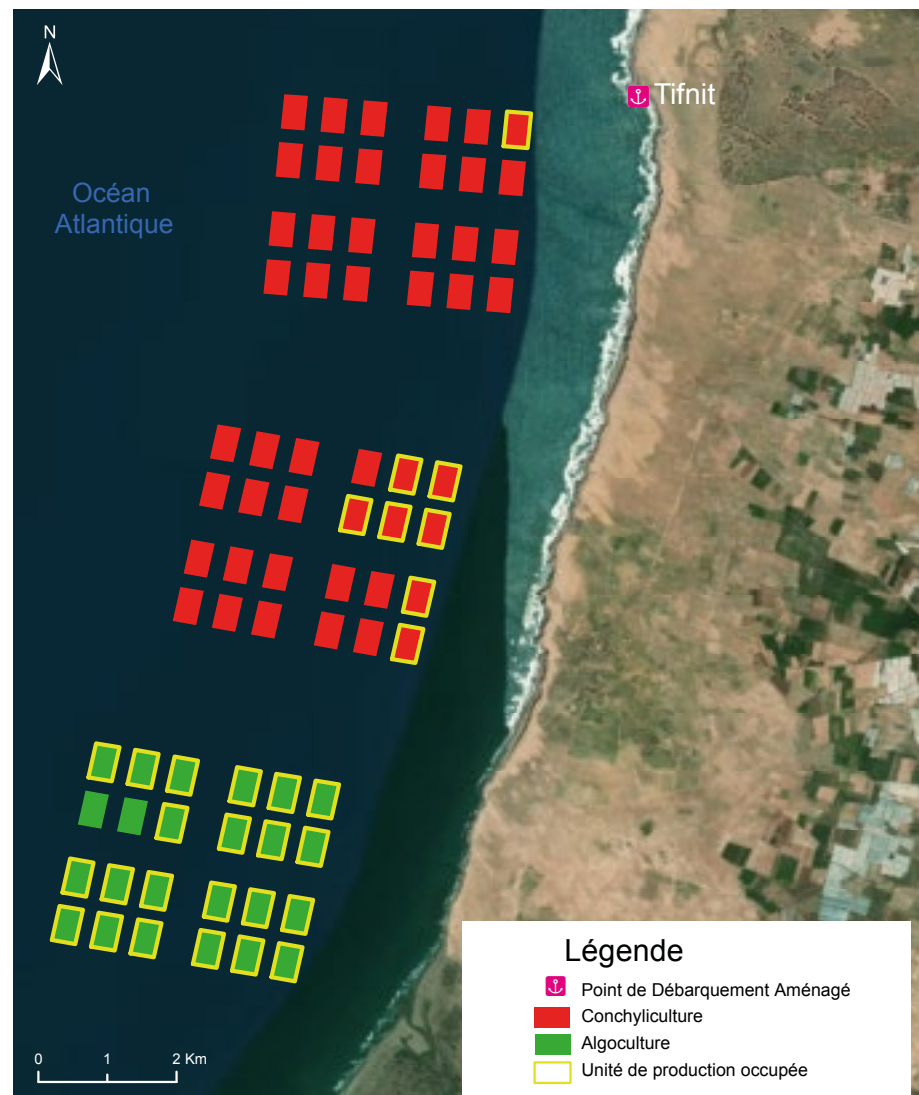 N
Tifnit
Océan
Atlantique
Légende
Point de Débarquement Aménagé
Conchyliculture
Algoculture
Unité de production occupée
0 1 2 Km